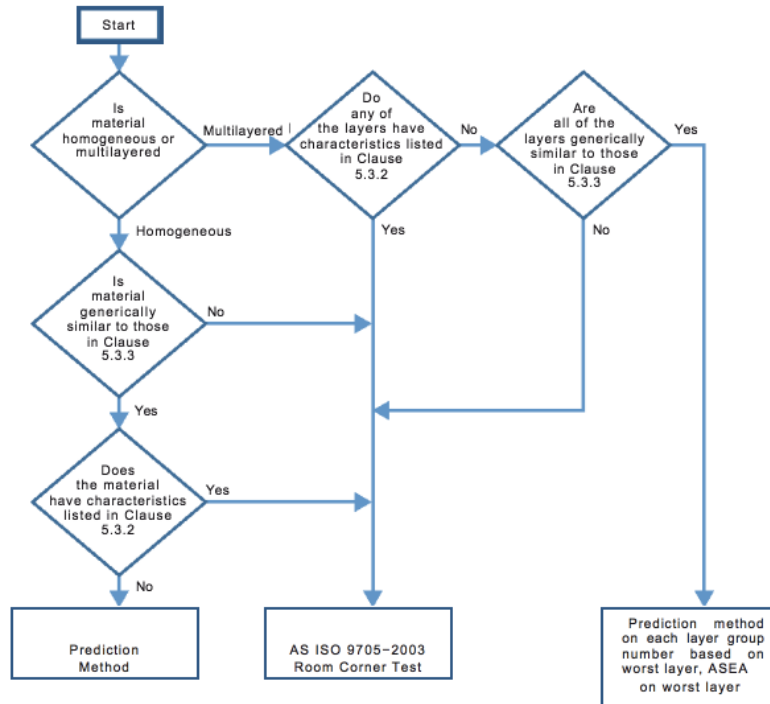 Start
Is
material
homogeneous or
multilayered
Multilayered
Do
any of
the layers have
characteristics listed
in Clause
5.3.2
No
Are
all of the
layers generically
similar to those
in Clause
5.3.3
Yes
Homogeneous
Yes
No
Is
material
generically
similar to those
in Clause
5.3.3
No
Yes
Does
the material
have characteristics
listed in Clause
5.3.2
Yes
No
Prediction
Method
AS ISO 9705-2003
Room Corner Test
Prediction method
on each layer group
number based on
worst layer, ASEA
on worst layer